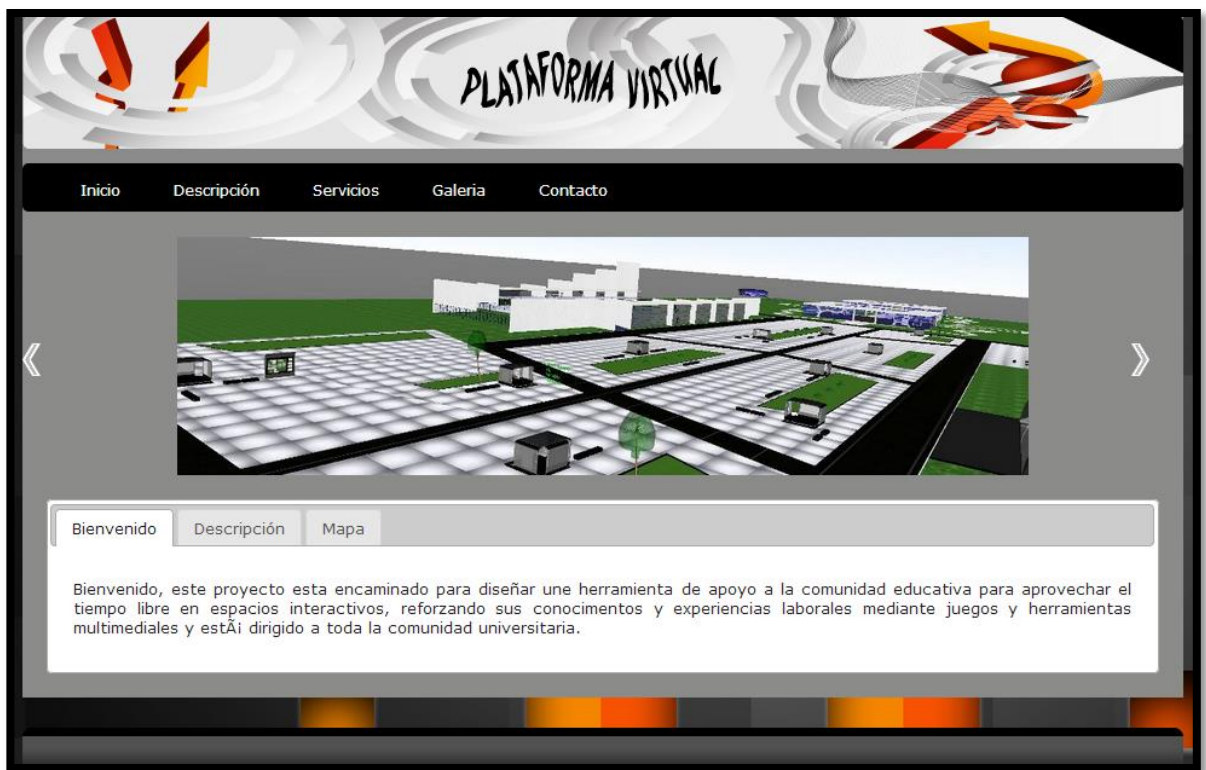 PLATAFORMA VIRTUAL
Inicio Descripción Servicios Galeria Contacto
Bienvenido Descripción Mapa
Bienvenido, este proyecto esta encaminado para diseñar une herramienta de apoyo a la comunidad educativa para aprovechar el
tiempo libre en espacios interactivos, reforzando sus conocimentos y experiencias laborales mediante juegos y herramientas
multimediales y estÃ¡ dirigido a toda la comunidad universitaria.